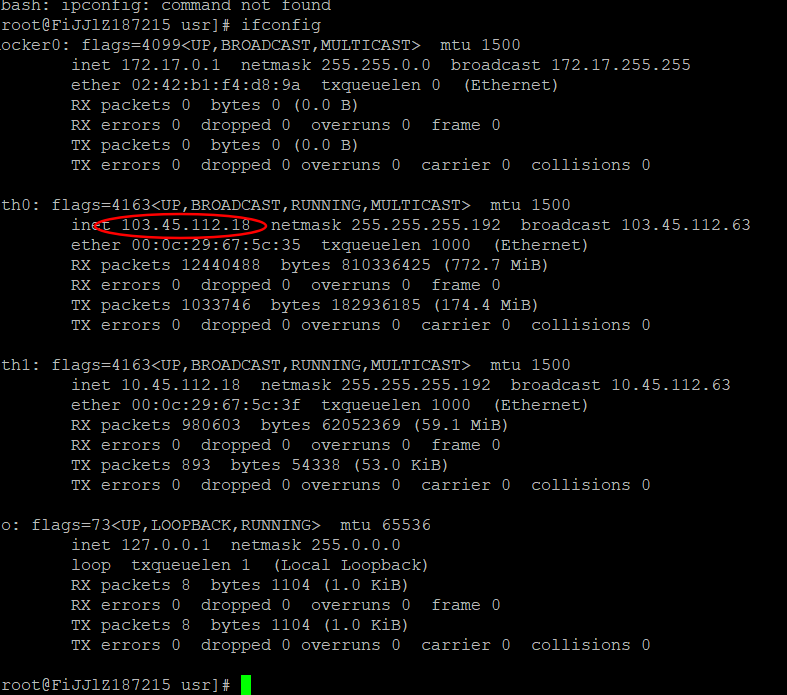 bash: ipconfig: command not found
root@FiJJlZ187215 usr]# ifconfig
ocker0: flags=4099<UP,BROADCAST,MULTICAST>  mtu 1500
inet 172.17.0.1  netmask 255.255.0.0  broadcast 172.17.255.255
ether 02:42:b1:f4:d8:9a  txqueuelen 0  (Ethernet)
RX packets 0  bytes 0 (0.0 B)
RX errors 0  dropped 0  overruns 0  frame 0
TX packets 0  bytes 0 (0.0 B)
TX errors 0  dropped 0 overruns 0  carrier 0  collisions 0
th0: flags=4163<UP,BROADCAST,RUNNING,MULTICAST>  mtu 1500
inet 103.45.112.18  netmask 255.255.255.192  broadcast 103.45.112.63
ether 00:0c:29:67:5c:35  txqueuelen 1000  (Ethernet)
RX packets 12440488  bytes 810336425 (772.7 MiB)
RX errors 0  dropped 0  overruns 0  frame 0
TX packets 1033746  bytes 182936185 (174.4 MiB)
TX errors 0  dropped 0 overruns 0  carrier 0  collisions 0
th1: flags=4163<UP,BROADCAST,RUNNING,MULTICAST>  mtu 1500
inet 10.45.112.18  netmask 255.255.255.192  broadcast 10.45.112.63
ether 00:0c:29:67:5c:3f  txqueuelen 1000  (Ethernet)
RX packets 980603  bytes 62052369 (59.1 MiB)
RX errors 0  dropped 0  overruns 0  frame 0
TX packets 893  bytes 54338 (53.0 KiB)
TX errors 0  dropped 0 overruns 0  carrier 0  collisions 0
o: flags=73<UP,LOOPBACK,RUNNING>  mtu 65536
inet 127.0.0.1  netmask 255.0.0.0
loop  txqueuelen 1  (Local Loopback)
RX packets 8  bytes 1104 (1.0 KiB)
RX errors 0  dropped 0  overruns 0  frame 0
TX packets 8  bytes 1104 (1.0 KiB)
TX errors 0  dropped 0 overruns 0  carrier 0  collisions 0
root@FiJJlZ187215 usr]#